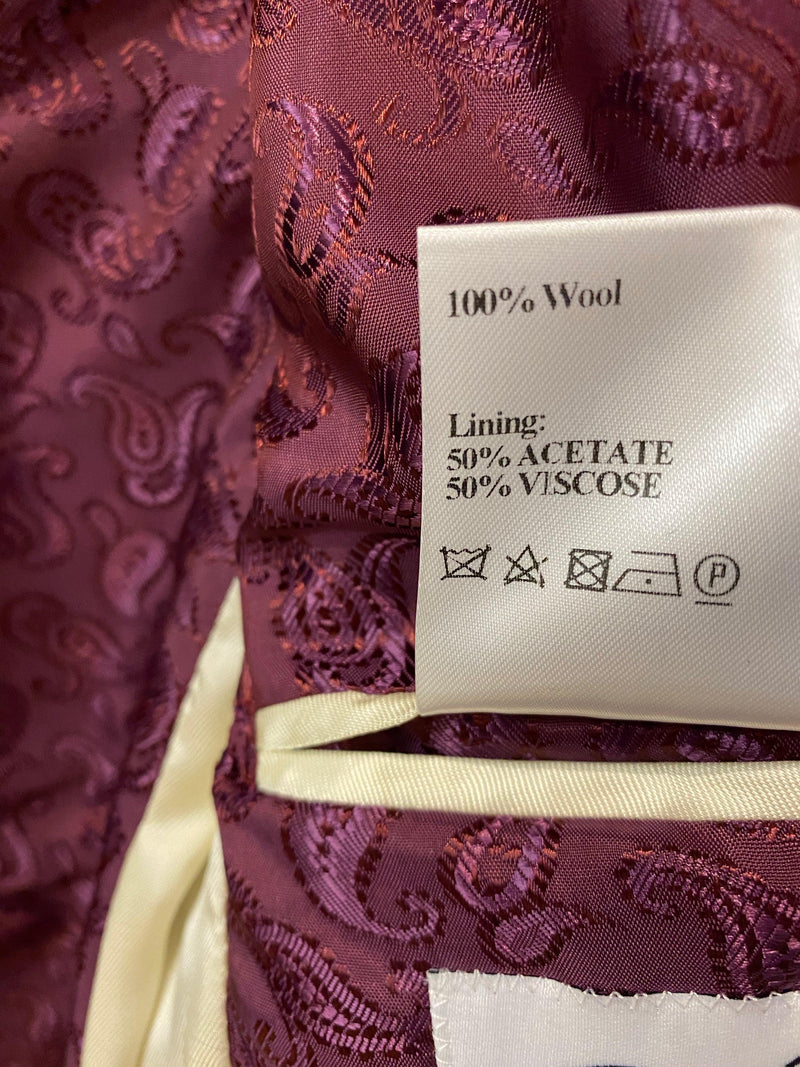 100% Wool
Lining:
50% ACETATE
50% VISCOSE
P